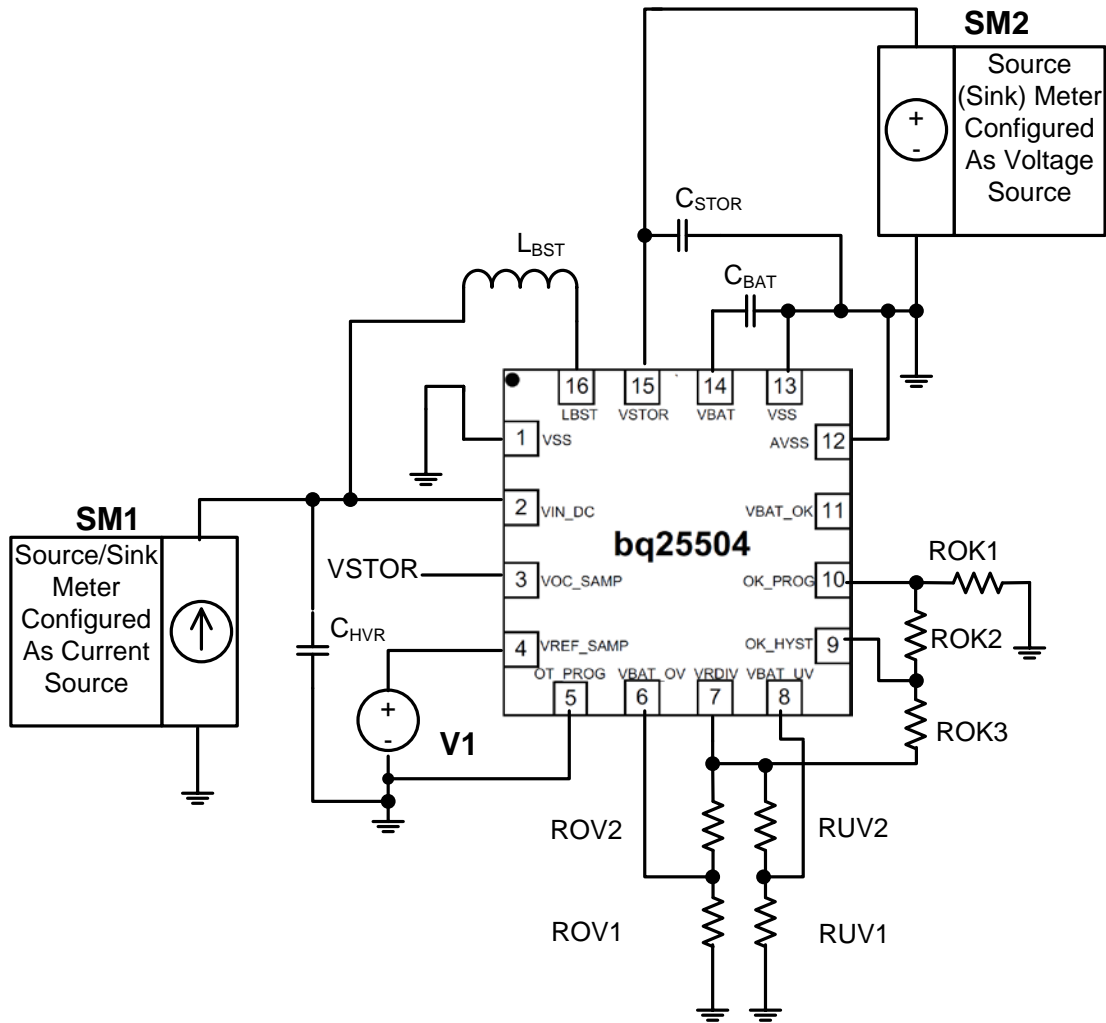 SM2
Source
(Sink) Meter
Configured
As Voltage
Source
+
-
CSTOR
LBST
CBAT
16
15
14
13
LBST
VSTOR
VBAT
VSS
1
VSS
AVSS
12
2
VIN_DC
VBAT_OK
11
bq25504
VSTOR
3
VOC_SAMP
OK_PROG
10
ROK1
4
VREF_SAMP
OK_HYST
9
ROK2
OT_PROG
VBAT_OV
VRDIV
VBAT_UV
5
6
7
8
ROK3
SM1
Source/Sink
Meter
Configured
As Current
Source
CHVR
+
-
V1
ROV2
RUV2
ROV1
RUV1